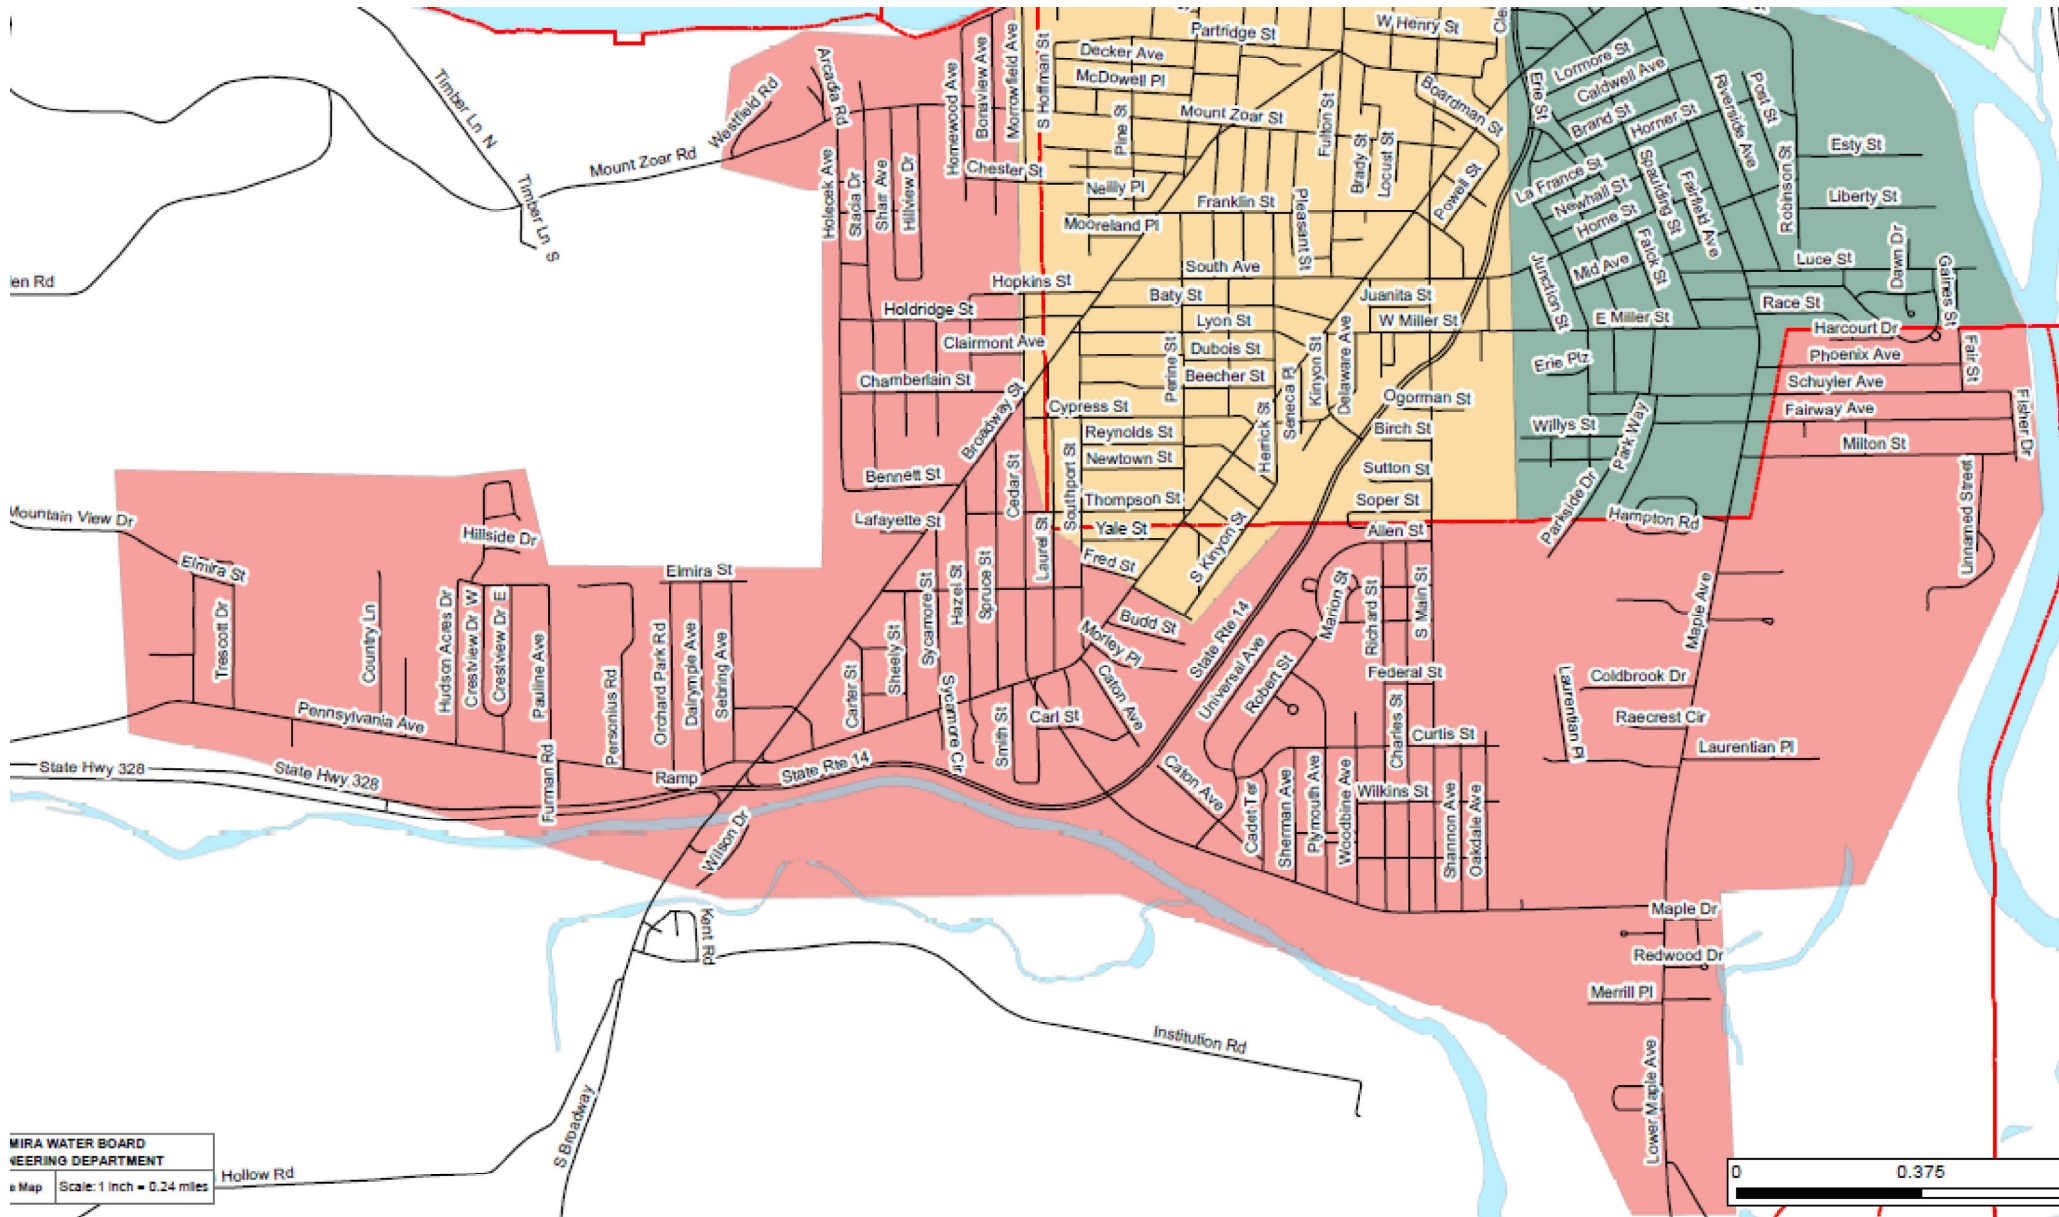 Partridge St
W Henry St
Cle
Decker Ave
McDowell Pl
Mount Zoar St
Boardman St
Lormore St
Caldwell Ave
Erie St
Brand St
Horner St
Riverside Ave
Post St
Esty St
Liberty St
Robinson St
Timber Ln N
Timber Ln S
Westfield Rd
Arcadia Rd
Mount Zoar Rd
Homewood Ave
Bonaview Ave
Morrowfield Ave
S Hoffman St
Chester St
Holecek Ave
Stadia Dr
Shair Ave
Hillview Dr
Pine St
Neilly Pl
Mooreland Pl
Franklin St
Pleasant St
Fulton St
Brady St
Locust St
Powell St
La France St
Newhall St
Home St
Spaulding St
Fairfield Ave
Falck St
Mid Ave
Junction St
Luce St
Dawn Dr
Gaines St
len Rd
Hopkins St
South Ave
Baty St
Juanita St
Holdridge St
Lyon St
W Miller St
E Miller St
Race St
Harcourt Dr
Clairmont Ave
Dubois St
Erie Plz
Phoenix Ave
Fair St
Chamberlain St
Perine St
Beecher St
Seneca Pl
Kinyon St
Delaware Ave
Ogorman St
Schuyler Ave
Broadway St
Cypress St
Herrick St
Fairway Ave
Fisher Dr
Reynolds St
Birch St
Willys St
Park Way
Milton St
Newtown St
Bennett St
Cedar St
Southport St
Sutton St
Parkside Dr
Unnamed Street
Thompson St
Soper St
Mountain View Dr
Lafayette St
Yale St
Allen St
Hampton Rd
Hillside Dr
Laurel St
Fred St
S Kinyon St
Elmira St
Elmira St
Trescott Dr
Country Ln
Hudson Acres Dr
Crestview Dr W
Crestview Dr E
Pauline Ave
Personius Rd
Orchard Park Rd
Dalrymple Ave
Sebring Ave
Carter St
Sheely St
Sycamore St
Hazel St
Spruce St
Budd St
Morley Pl
State Rte 14
Marion St
Richard St
S Main St
Maple Ave
Universal Ave
Robert St
Federal St
Laurentian Pl
Coldbrook Dr
Caton Ave
Pennsylvania Ave
Sycamore Cir
Smith St
Carl St
Charles St
Curtis St
Raecrest Cir
Laurentian Pl
State Hwy 328
State Hwy 328
Furman Rd
Ramp
State Rte 14
Caton Ave
Cadet Ter
Sherman Ave
Plymouth Ave
Woodbine Ave
Wilkins St
Shannon Ave
Oakdale Ave
Wilson Dr
Kent Rd
Maple Dr
Redwood Dr
Merrill Pl
Institution Rd
Lower Maple Ave
S Broadway
Hollow Rd
MIRA WATER BOARD
NEERING DEPARTMENT
e Map
Scale: 1 inch = 0.24 miles
0 0.375